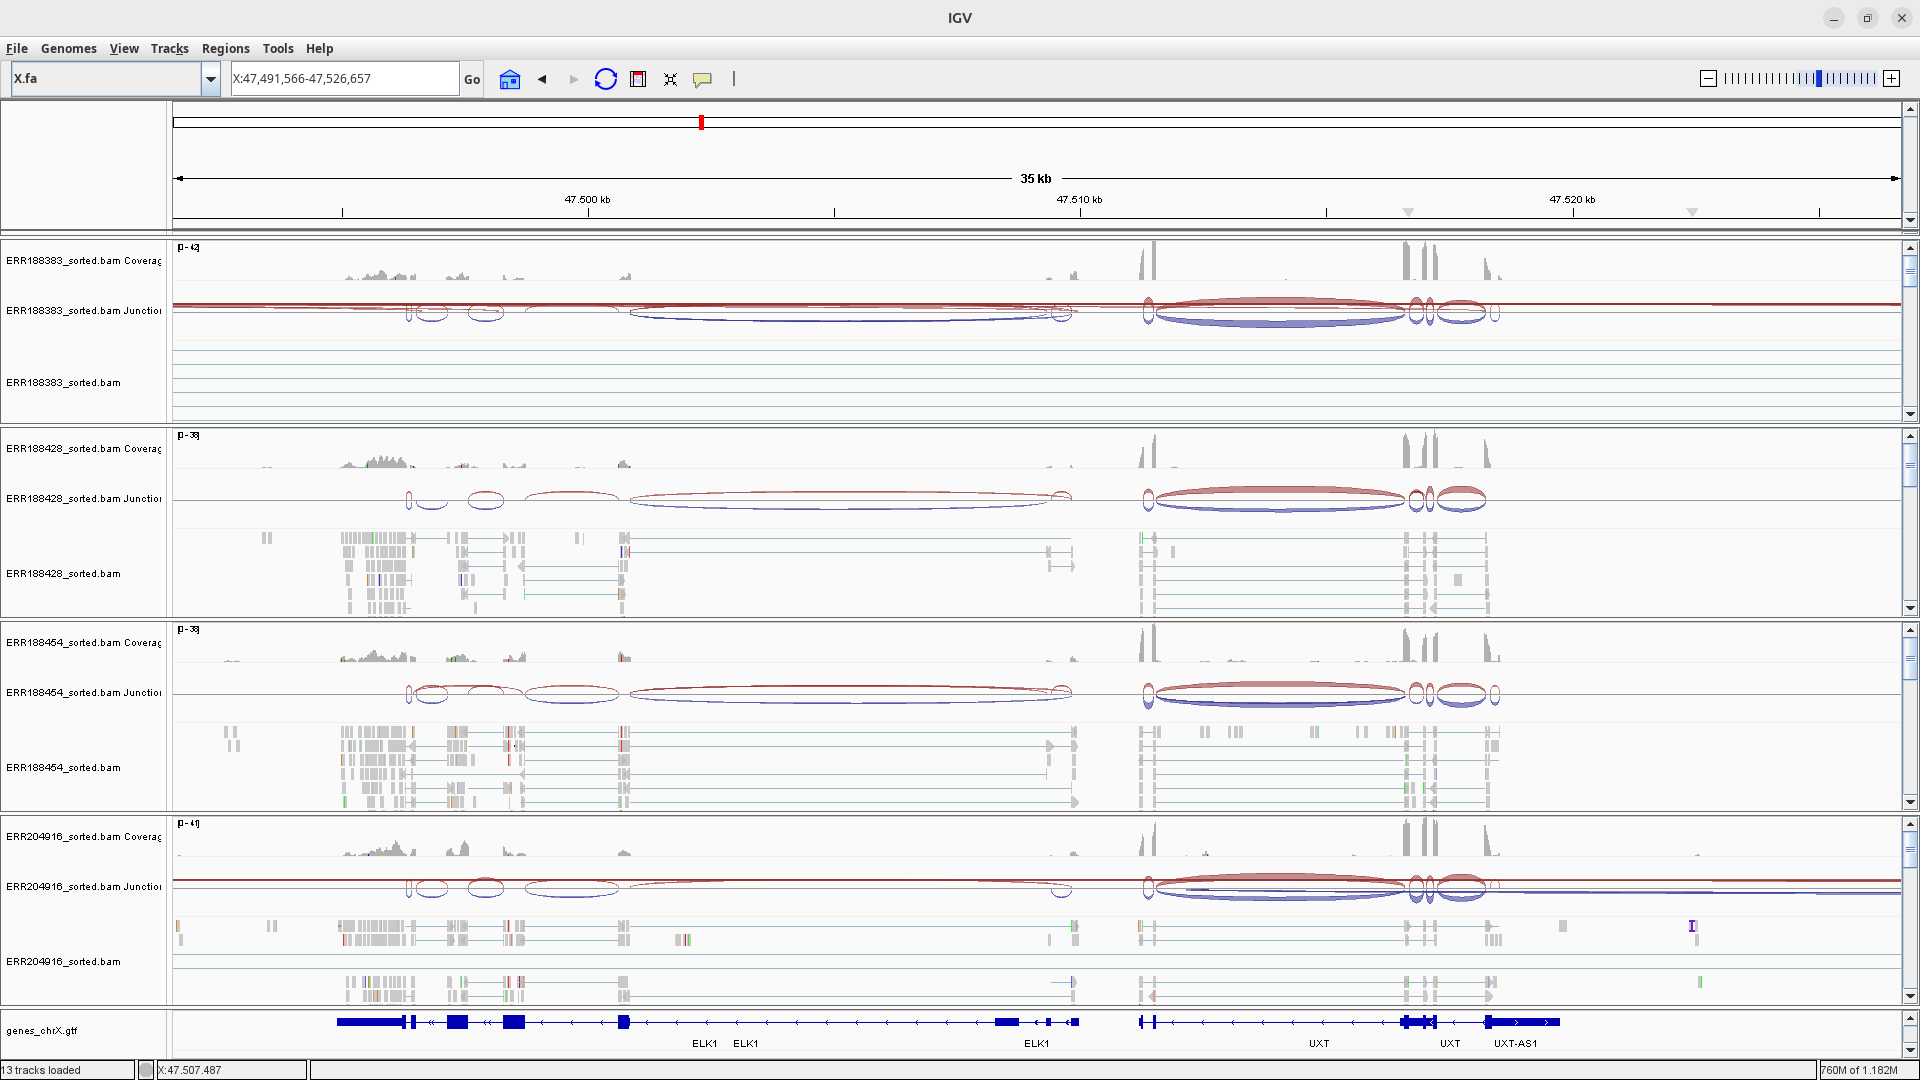 IGV
File Genomes View Tracks Regions Tools Help
X.fa X:47,491,566-47,526,657 Go
35 kb
47.500 kb 47.510 kb 47.520 kb
[0 - 42]
ERR188383_sorted.bam Coverag
ERR188383_sorted.bam Junction
ERR188383_sorted.bam
[0 - 38]
ERR188428_sorted.bam Coverag
ERR188428_sorted.bam Junction
ERR188428_sorted.bam
[0 - 38]
ERR188454_sorted.bam Coverag
ERR188454_sorted.bam Junction
ERR188454_sorted.bam
[0 - 41]
ERR204916_sorted.bam Coverag
ERR204916_sorted.bam Junction
ERR204916_sorted.bam
genes_chrX.gtf
ELK1 ELK1 ELK1 UXT UXT UXT-AS1
13 tracks loaded X:47.507.487 760M of 1.182M